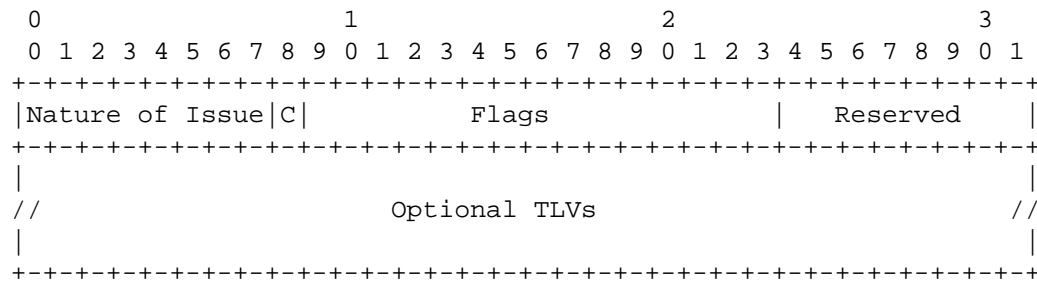 0                   1                   2                   3
 0 1 2 3 4 5 6 7 8 9 0 1 2 3 4 5 6 7 8 9 0 1 2 3 4 5 6 7 8 9 0 1
+-+-+-+-+-+-+-+-+-+-+-+-+-+-+-+-+-+-+-+-+-+-+-+-+-+-+-+-+-+-+-+-+
|Nature of Issue|C|          Flags              |   Reserved    |
+-+-+-+-+-+-+-+-+-+-+-+-+-+-+-+-+-+-+-+-+-+-+-+-+-+-+-+-+-+-+-+-+
|                                                               |
//                      Optional TLVs                          //
|                                                               |
+-+-+-+-+-+-+-+-+-+-+-+-+-+-+-+-+-+-+-+-+-+-+-+-+-+-+-+-+-+-+-+-+